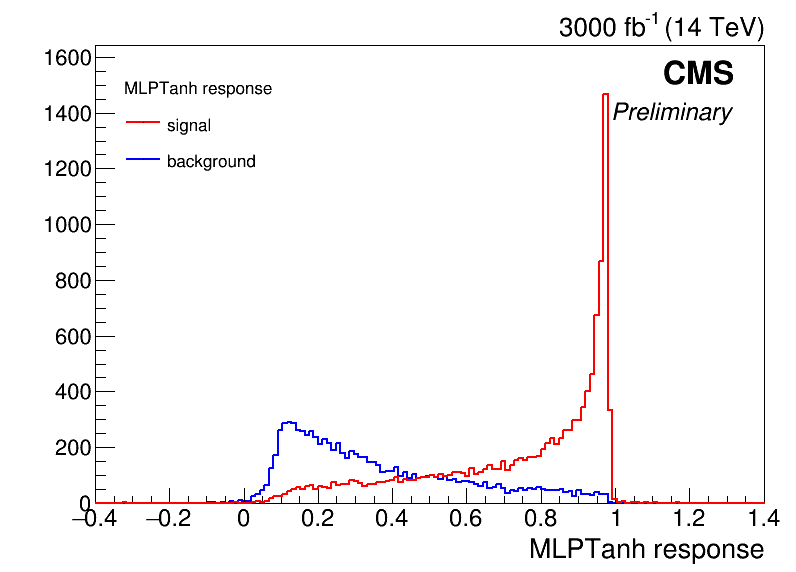 3000 fb-1 (14 TeV)
1600
CMS
MLPTanh response
Preliminary
1400
signal
background
1200
1000
800
600
400
200
0
−0.4 −0.2 0 0.2 0.4 0.6 0.8 1 1.2 1.4
MLPTanh response